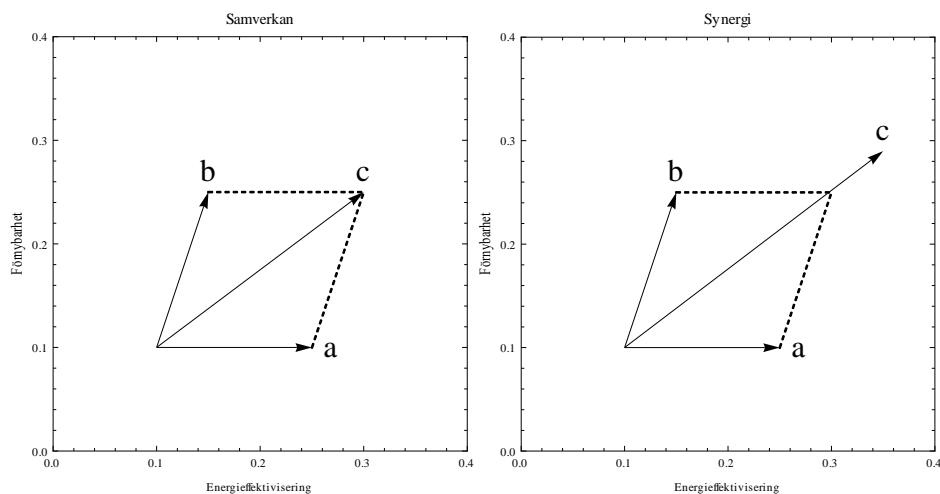 Samverkan
0.4
0.3
0.2
0.1
0.0
Förnybarhet
b
c
a
0.0 0.1 0.2 0.3 0.4
Energieffektivisering
Synergi
0.4
0.3
0.2
0.1
0.0
Förnybarhet
c
b
a
0.0 0.1 0.2 0.3 0.4
Energieffektivisering